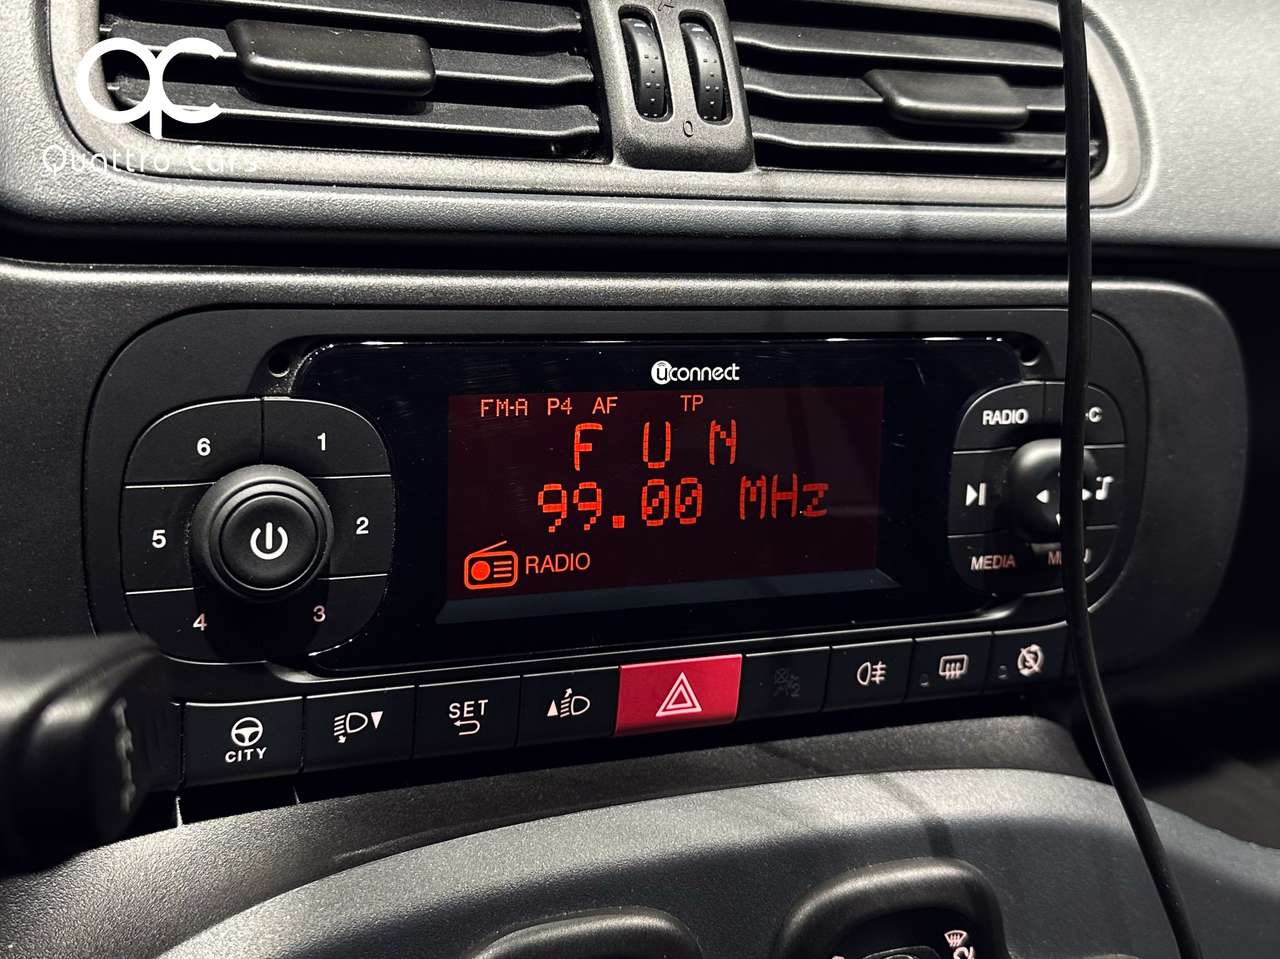 Quattro Cars
uconnect
FM-A P4 AF TP
F U N
99.00 MHz
RADIO
6 1
5 2
4 3
RADIO
MEDIA
CITY
SET
0